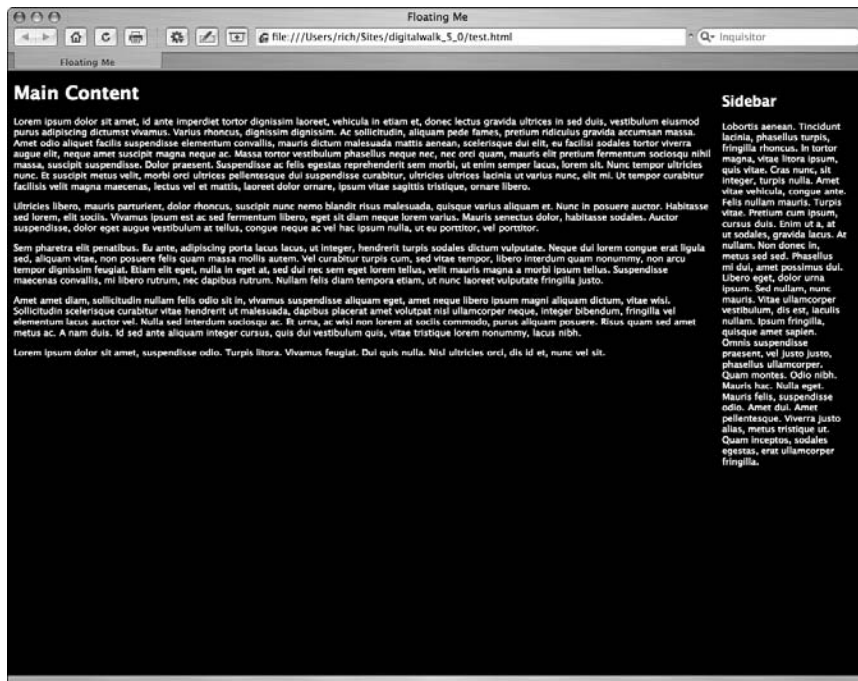 Floating Me
file:///Users/rich/Sites/digitalwalk_5_0/test.html
Inquisitor
Floating Me
Main Content
Lorem ipsum dolor sit amet, id ante imperdiet tortor dignissim laoreet, vehicula in etiam et, donec lectus gravida ultrices in sed duis, vestibulum eiusmod
purus adipiscing dictumst vivamus. Varius rhoncus, dignissim dignissim. Ac sollicitudin, aliquam pede fames, pretium ridiculus gravida accumsan massa.
Amet odio aliquet facilis suspendisse elementum convallis, mauris dictum malesuada mattis aenean, scelerisque dui elit, eu facilisi sodales tortor viverra
augue elit, neque amet suscipit magna neque ac. Massa tortor vestibulum phasellus neque nec, nec orci quam, mauris elit pretium fermentum sociosqu nihil
massa, suscipit suspendisse. Dolor praesent. Suspendisse ac felis egestas reprehenderit sem morbi, ut enim semper lacus, lorem sit. Nunc tempor ultricies
nunc. Et suscipit metus velit, morbi orci ultrices pellentesque dui suspendisse curabitur, ultricies ultrices lacinia ut varius nunc, elit mi. Ut tempor curabitur
facilisis velit magna maecenas, lectus vel et mattis, laoreet dolor ornare, ipsum vitae sagittis tristique, ornare libero.
Ultricies libero, mauris parturient, dolor rhoncus, suscipit nunc nemo blandit risus malesuada, quisque varius aliquam et. Nunc in posuere auctor. Habitasse
sed lorem, elit sociis. Vivamus ipsum est ac sed fermentum libero, eget sit diam neque lorem varius. Mauris senectus dolor, habitasse sodales. Auctor
suspendisse, dolor eget augue vestibulum at tellus, congue neque ac vel hac ipsum nulla, ut eu porttitor, vel porttitor.
Sem pharetra elit penatibus. Eu ante, adipiscing porta lacus lacus, ut integer, hendrerit turpis sodales dictum vulputate. Neque dui lorem congue erat ligula
sed, aliquam vitae, non posuere felis quam massa mollis autem. Vel curabitur turpis cum, sed vitae tempor, libero interdum quam nonummy, non arcu
tempor dignissim feugiat. Etiam elit eget, nulla in eget at, sed dui nec sem eget lorem tellus, velit mauris magna a morbi ipsum tellus. Suspendisse
maecenas convallis, mi libero rutrum, nec dapibus rutrum. Nullam felis diam tempora etiam, ut nunc laoreet vulputate fringilla justo.
Amet amet diam, sollicitudin nullam felis odio sit in, vivamus suspendisse aliquam eget, amet neque libero ipsum magni aliquam dictum, vitae wisi.
Sollicitudin scelerisque curabitur vitae hendrerit ut malesuada, dapibus placerat amet volutpat nisl ullamcorper neque, integer bibendum, fringilla vel
elementum lacus auctor vel. Nulla sed interdum sociosqu ac. Et urna, ac wisi non lorem at sociis commodo, purus aliquam posuere. Risus quam sed amet
metus ac. A nam duis. Id sed ante aliquam integer cursus, quis dui vestibulum quis, vitae tristique lorem nonummy, lacus nibh.
Lorem ipsum dolor sit amet, suspendisse odio. Turpis litora. Vivamus feugiat. Dui quis nulla. Nisl ultricies orci, dis id et, nunc vel sit.
Sidebar
Lobortis aenean. Tincidunt
lacinia, phasellus turpis,
fringilla rhoncus. In tortor
magna, vitae litora ipsum,
quis vitae. Cras nunc, sit
integer, turpis nulla. Amet
vitae vehicula, congue ante.
Felis nullam mauris. Turpis
vitae. Pretium cum ipsum,
cursus duis. Enim ut a, at
ut sodales, gravida lacus. At
nullam. Non donec in,
metus sed sed. Phasellus
mi dui, amet possimus dui.
Libero eget, dolor urna
ipsum. Sed nullam, nunc
mauris. Vitae ullamcorper
vestibulum, dis est, iaculis
nullam. Ipsum fringilla,
quisque amet sapien.
Omnis suspendisse
praesent, vel justo justo,
phasellus ullamcorper.
Quam montes. Odio nibh.
Mauris hac. Nulla eget.
Mauris felis, suspendisse
odio. Amet dui. Amet
pellentesque. Viverra justo
alias, metus tristique ut.
Quam inceptos, sodales
egestas, erat ullamcorper
fringilla.